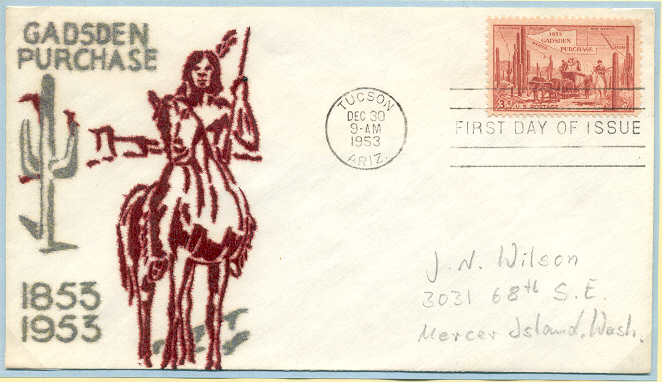 GADSDEN
PURCHASE
1853
1953
TUCSON
DEC 30
9-AM
1953
ARIZ.
1853
GADSDEN
PURCHASE
3¢ U.S. POSTAGE
FIRST DAY OF ISSUE
J. N. Wilson
3031 68th S.E.
Mercer Island, Wash.